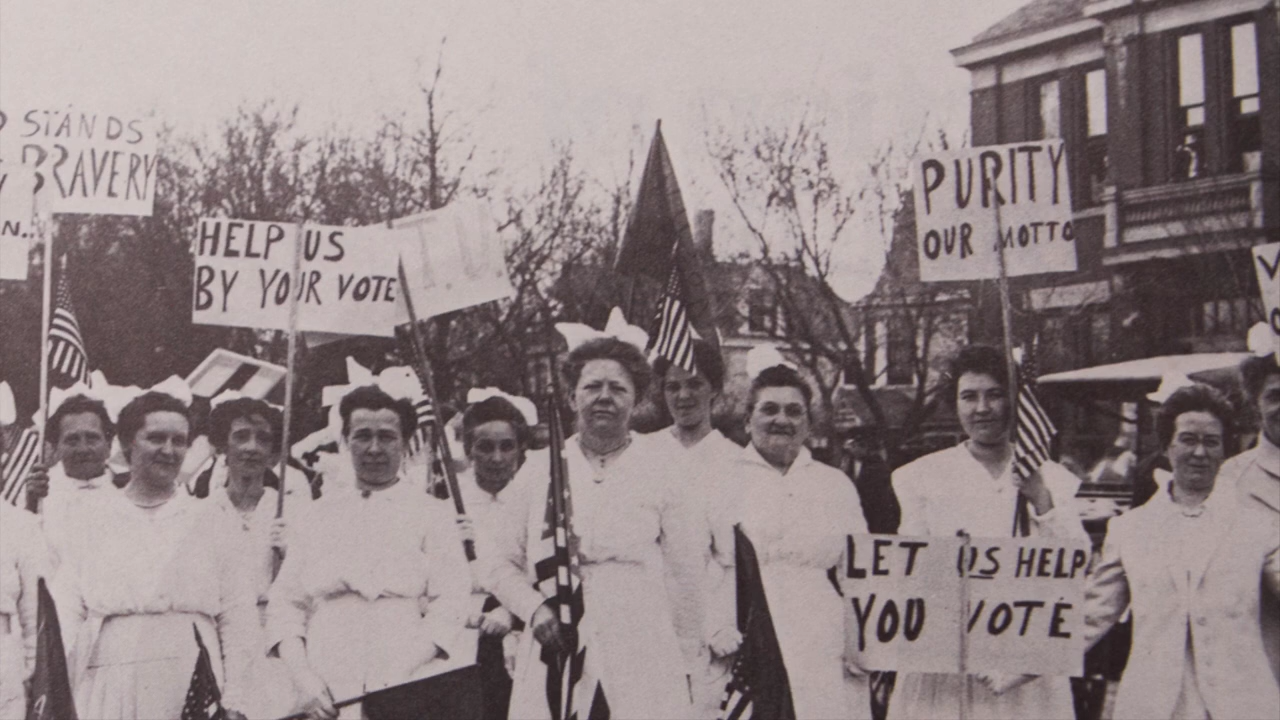 STANDS
BRAVERY
N..
HELP US
BY YOUR VOTE
PURITY
OUR MOTTO
LET US HELP
YOU VOTE
V